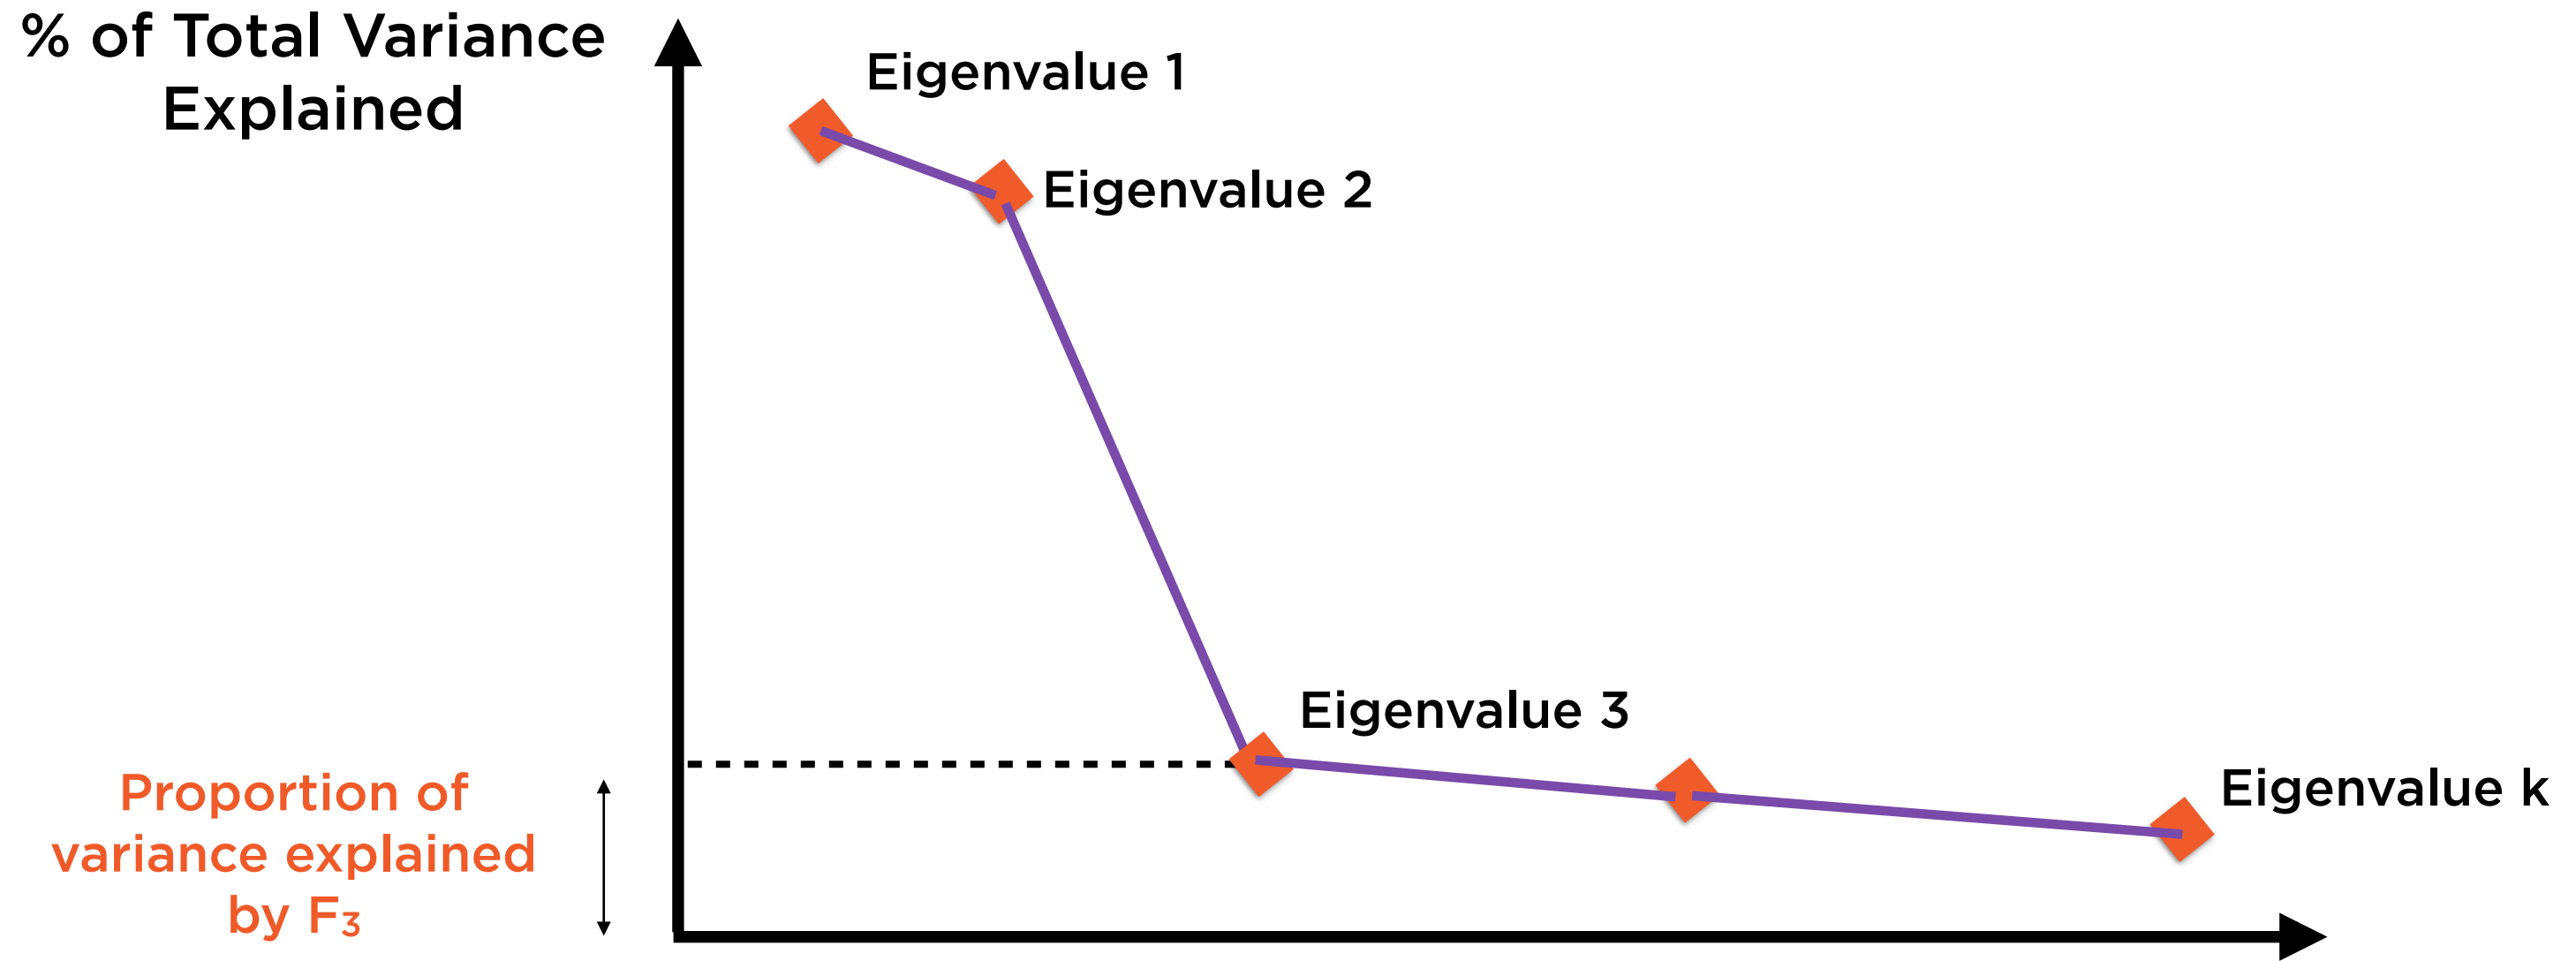 % of Total Variance
Explained
Eigenvalue 1
Eigenvalue 2
Eigenvalue 3
Eigenvalue k
Proportion of
variance explained
by F₃